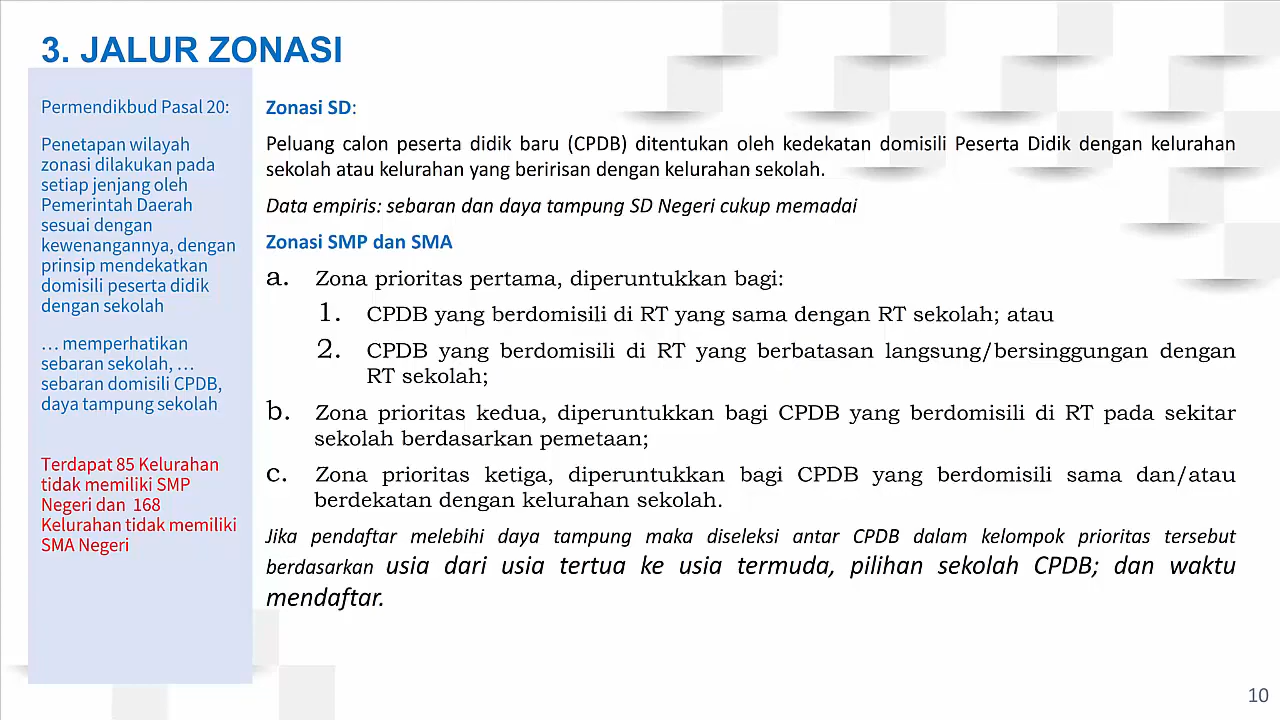 3. JALUR ZONASI
Permendikbud Pasal 20:
Penetapan wilayah
zonasi dilakukan pada
setiap jenjang oleh
Pemerintah Daerah
sesuai dengan
kewenangannya, dengan
prinsip mendekatkan
domisili peserta didik
dengan sekolah
… memperhatikan
sebaran sekolah, …
sebaran domisili CPDB,
daya tampung sekolah
Terdapat 85 Kelurahan
tidak memiliki SMP
Negeri dan 168
Kelurahan tidak memiliki
SMA Negeri
Zonasi SD:
Peluang calon peserta didik baru (CPDB) ditentukan oleh kedekatan domisili Peserta Didik dengan kelurahan
sekolah atau kelurahan yang beririsan dengan kelurahan sekolah.
Data empiris: sebaran dan daya tampung SD Negeri cukup memadai
Zonasi SMP dan SMA
a. Zona prioritas pertama, diperuntukkan bagi:
1. CPDB yang berdomisili di RT yang sama dengan RT sekolah; atau
2. CPDB yang berdomisili di RT yang berbatasan langsung/bersinggungan dengan
RT sekolah;
b. Zona prioritas kedua, diperuntukkan bagi CPDB yang berdomisili di RT pada sekitar
sekolah berdasarkan pemetaan;
c. Zona prioritas ketiga, diperuntukkan bagi CPDB yang berdomisili sama dan/atau
berdekatan dengan kelurahan sekolah.
Jika pendaftar melebihi daya tampung maka diseleksi antar CPDB dalam kelompok prioritas tersebut
berdasarkan usia dari usia tertua ke usia termuda, pilihan sekolah CPDB; dan waktu
mendaftar.
10